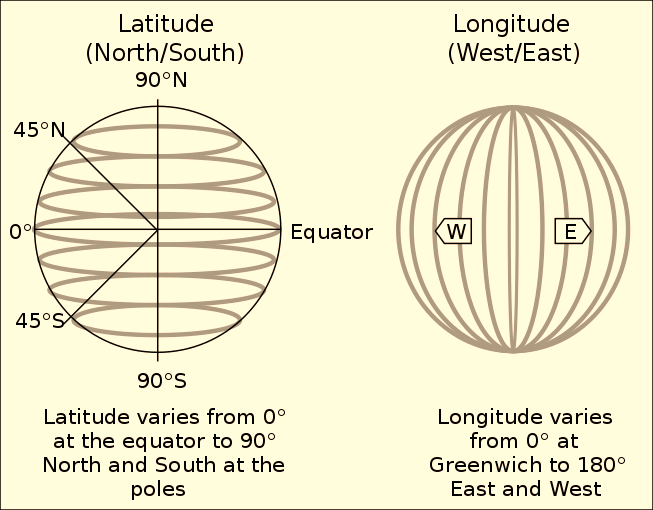 Latitude
(North/South)
90°N
45°N
0°
Equator
45°S
90°S
Latitude varies from 0°
at the equator to 90°
North and South at the
poles
Longitude
(West/East)
W
E
Longitude varies
from 0° at
Greenwich to 180°
East and West